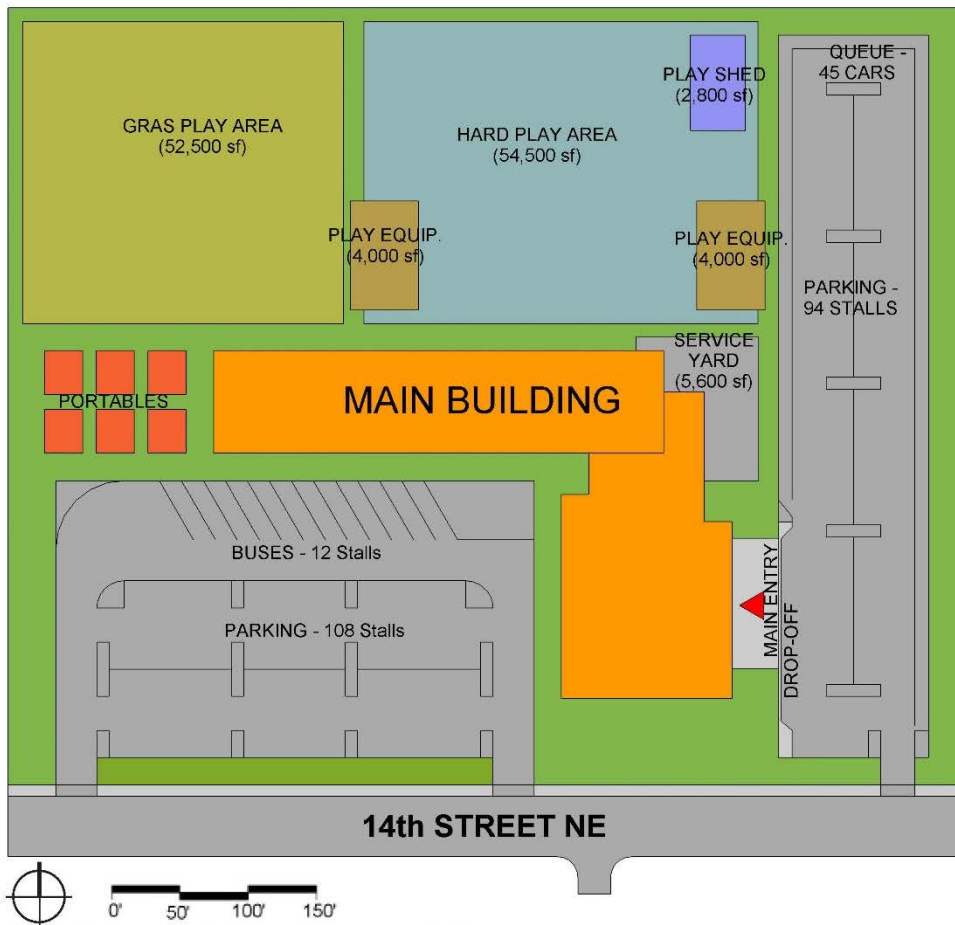 QUEUE -
45 CARS
PLAY SHED
(2,800 sf)
GRAS PLAY AREA
(52,500 sf)
HARD PLAY AREA
(54,500 sf)
PLAY EQUIP.
(4,000 sf)
PLAY EQUIP.
(4,000 sf)
PARKING -
94 STALLS
SERVICE
YARD
(5,600 sf)
PORTABLES
MAIN BUILDING
BUSES - 12 Stalls
PARKING - 108 Stalls
MAIN ENTRY
DROP-OFF
14th STREET NE
0' 50' 100' 150'